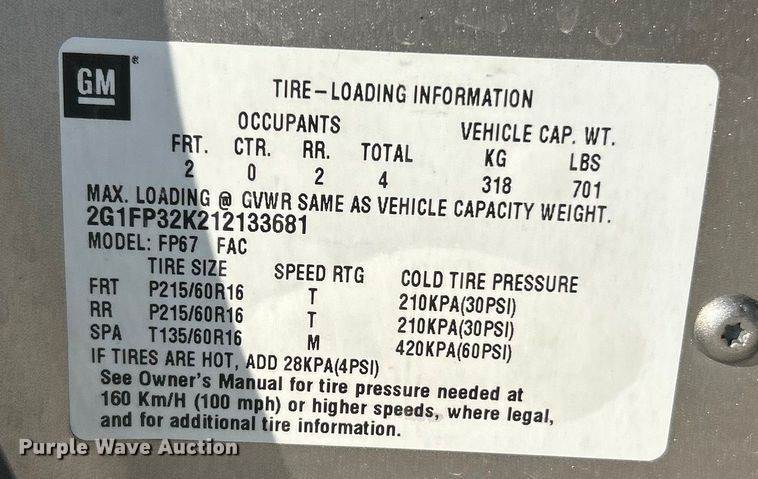 GM
TIRE-LOADING INFORMATION
OCCUPANTS VEHICLE CAP. WT.
FRT. CTR. RR. TOTAL KG LBS
2 0 2 4 318 701
MAX. LOADING @ GVWR SAME AS VEHICLE CAPACITY WEIGHT.
2G1FP32K212133681
MODEL: FP67 FAC
TIRE SIZE SPEED RTG COLD TIRE PRESSURE
FRT P215/60R16 T 210KPA(30PSI)
RR P215/60R16 T 210KPA(30PSI)
SPA T135/60R16 M 420KPA(60PSI)
IF TIRES ARE HOT, ADD 28KPA(4PSI)
See Owner's Manual for tire pressure needed at
160 Km/H (100 mph) or higher speeds, where legal,
and for additional tire information.
Purple Wave Auction